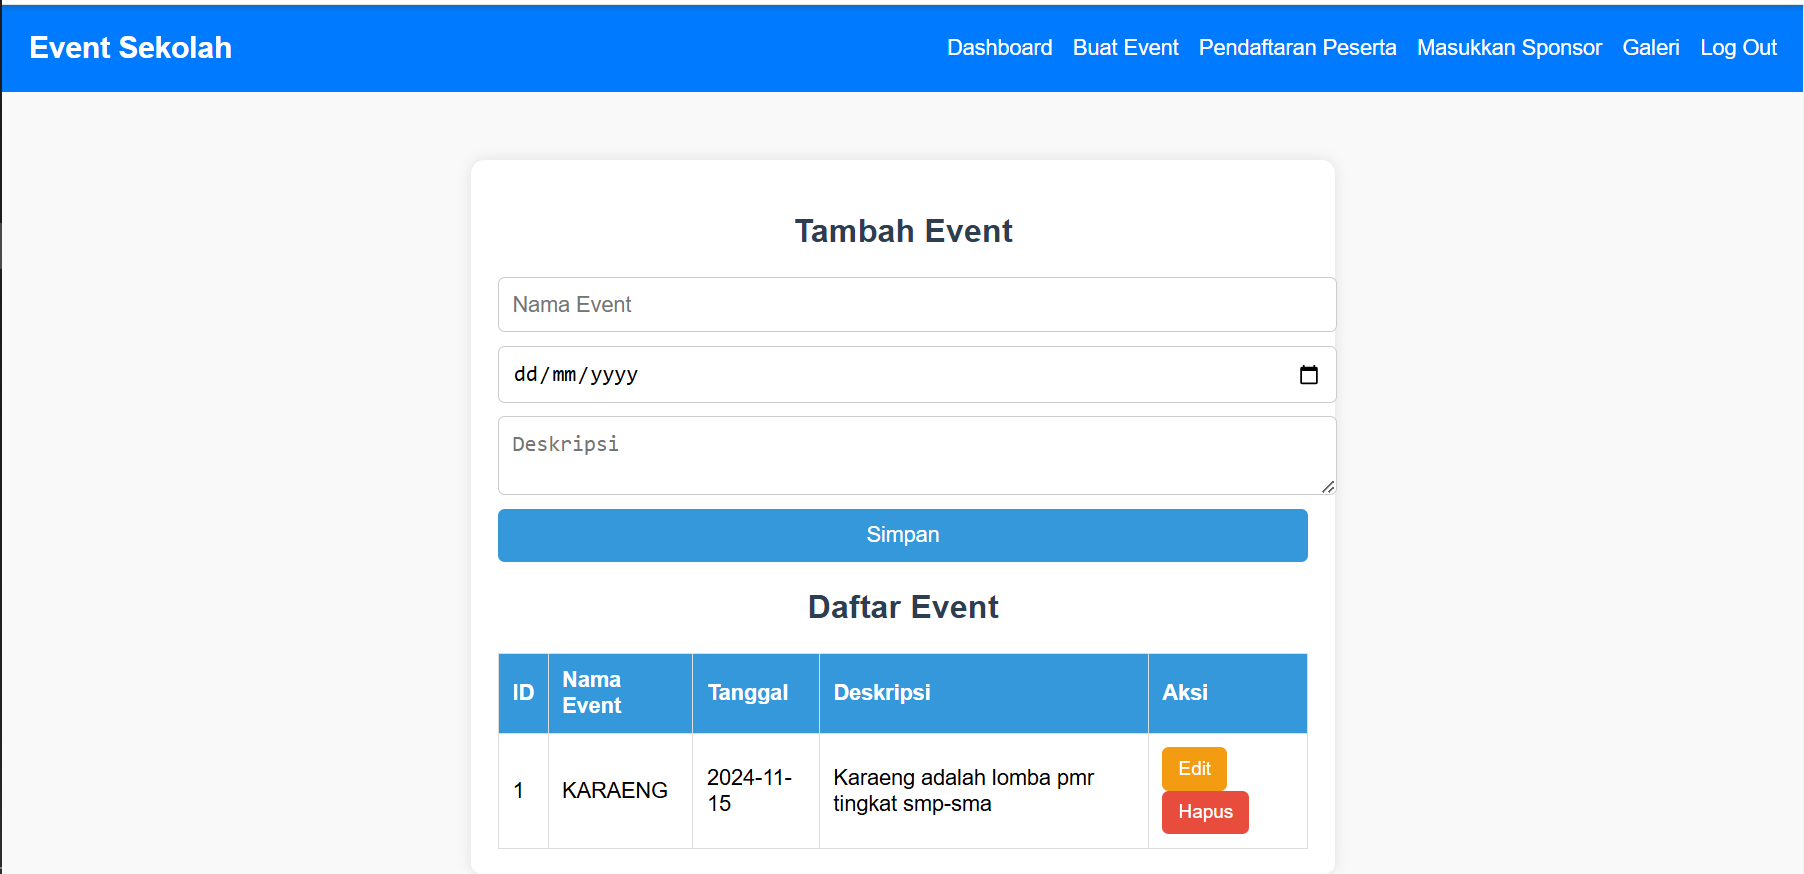 Event Sekolah
Dashboard Buat Event Pendaftaran Peserta Masukkan Sponsor Galeri Log Out
Tambah Event
Nama Event
dd/mm/yyyy
Deskripsi
Simpan
Daftar Event
ID
Nama
Event
Tanggal
Deskripsi
Aksi
1
KARAENG
2024-11-
15
Karaeng adalah lomba pmr
tingkat smp-sma
Edit
Hapus